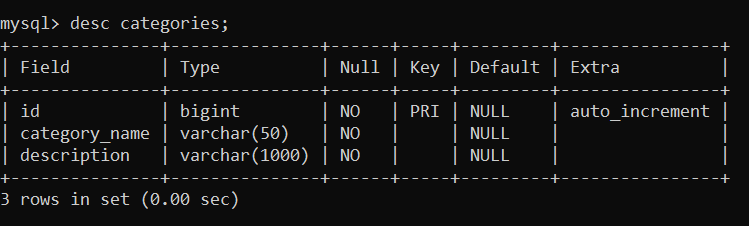 mysql> desc categories;
+---------------+---------------+------+-----+---------+----------------+
| Field         | Type          | Null | Key | Default | Extra          |
+---------------+---------------+------+-----+---------+----------------+
| id            | bigint        | NO   | PRI | NULL    | auto_increment |
| category_name | varchar(50)   | NO   |     | NULL    |                |
| description   | varchar(1000) | NO   |     | NULL    |                |
+---------------+---------------+------+-----+---------+----------------+
3 rows in set (0.00 sec)